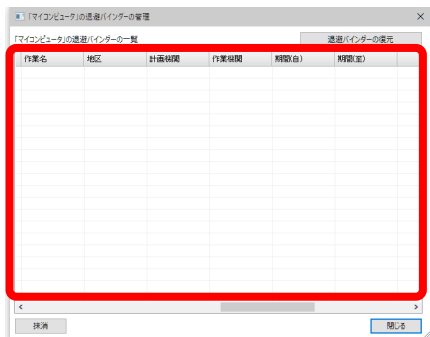 「マイコンピュータ」の退避バインダーの管理
「マイコンピュータ」の退避バインダーの一覧 退避バインダーの復元
作業名 地区 計画機関 作業機関 期間(自) 期間(至)
抹消 閉じる